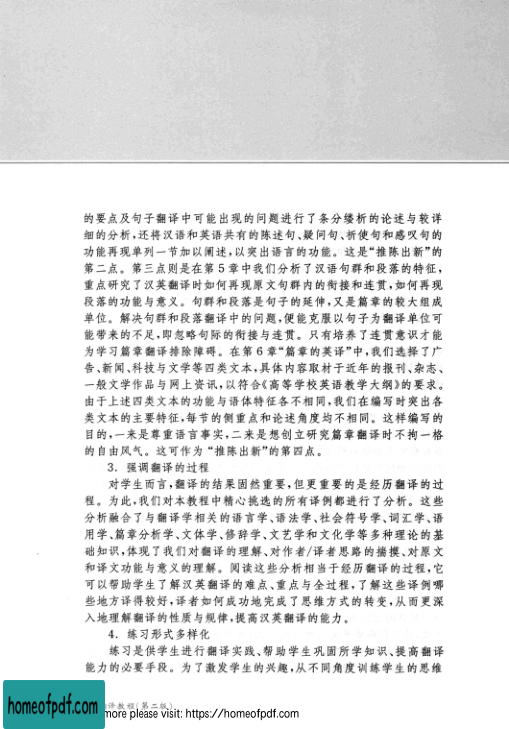 的要点及句子翻译中可能出现的问题进行了条分缕析的论述与较详
细的分析,还将汉语和英语共有的陈述句、疑问句、祈使句和感叹句的
功能再现单列一节加以阐述,以突出语言的功能。这是“推陈出新”的
第二点。第三点则是在第5章中我们分析了汉语句群和段落的特征,
重点研究了汉英翻译时如何再现原文句群内的衔接和连贯,如何再现
段落的功能与意义。句群和段落是句子的延伸,又是篇章的较大组成
单位。解决句群和段落翻译中的问题,便能克服以句子为翻译单位可
能带来的不足,即忽略句际的衔接与连贯。只有培养了连贯意识才能
为学习篇章翻译排除障碍。在第6章“篇章的英译”中,我们选择了广
告、新闻、科技与文学等四类文本,具体内容取材于近年的报刊、杂志、
一般文学作品与网上资讯,以符合《高等学校英语教学大纲》的要求。
由于上述四类文本的功能与语体特征各不相同,我们在编写时突出各
类文本的主要特征,每节的侧重点和论述角度均不相同。这样编写的
目的,一来是尊重语言事实,二来是想创立研究篇章翻译时不拘一格
的自由风气。这可作为“推陈出新”的第四点。
3. 强调翻译的过程
对学生而言,翻译的结果固然重要,但更重要的是经历翻译的过
程。为此,我们对本教程中精心挑选的所有译例都进行了分析。这些
分析融合了与翻译学相关的语言学、语法学、社会符号学、词汇学、语
用学、篇章分析学、文体学、修辞学、文艺学和文化学等多种理论的基
础知识,体现了我们对翻译的理解、对作者/译者思路的揣摸、对原文
和译文功能与意义的理解。阅读这些分析相当于经历翻译的过程,它
可以帮助学生了解汉英翻译的难点、重点与全过程,了解这些译例哪
些地方译得较好,译者如何成功地完成了思维方式的转变,从而更深
入地理解翻译的性质与规律,提高汉英翻译的能力。
4. 练习形式多样化
练习是供学生进行翻译实践、帮助学生巩固所学知识、提高翻译
能力的必要手段。为了激发学生的兴趣,从不同角度训练学生的思维
译教程(第二版)
homeofpdf.com
more please visit: https://homeofpdf.com